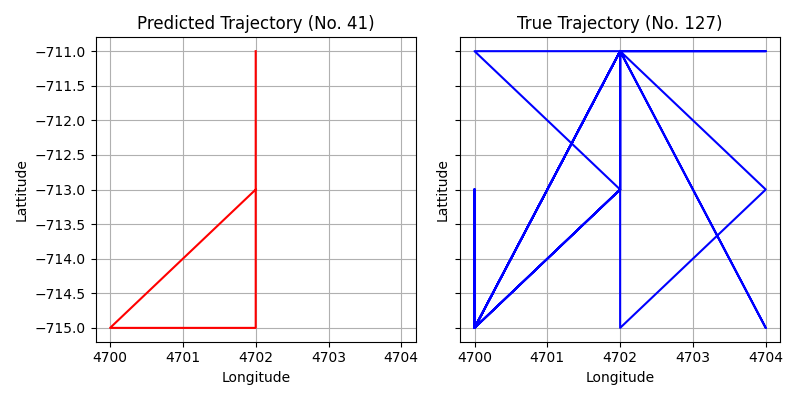 Predicted Trajectory (No. 41)
Lattitude
−711.0
−711.5
−712.0
−712.5
−713.0
−713.5
−714.0
−714.5
−715.0
4700 4701 4702 4703 4704
Longitude
True Trajectory (No. 127)
Lattitude
4700 4701 4702 4703 4704
Longitude